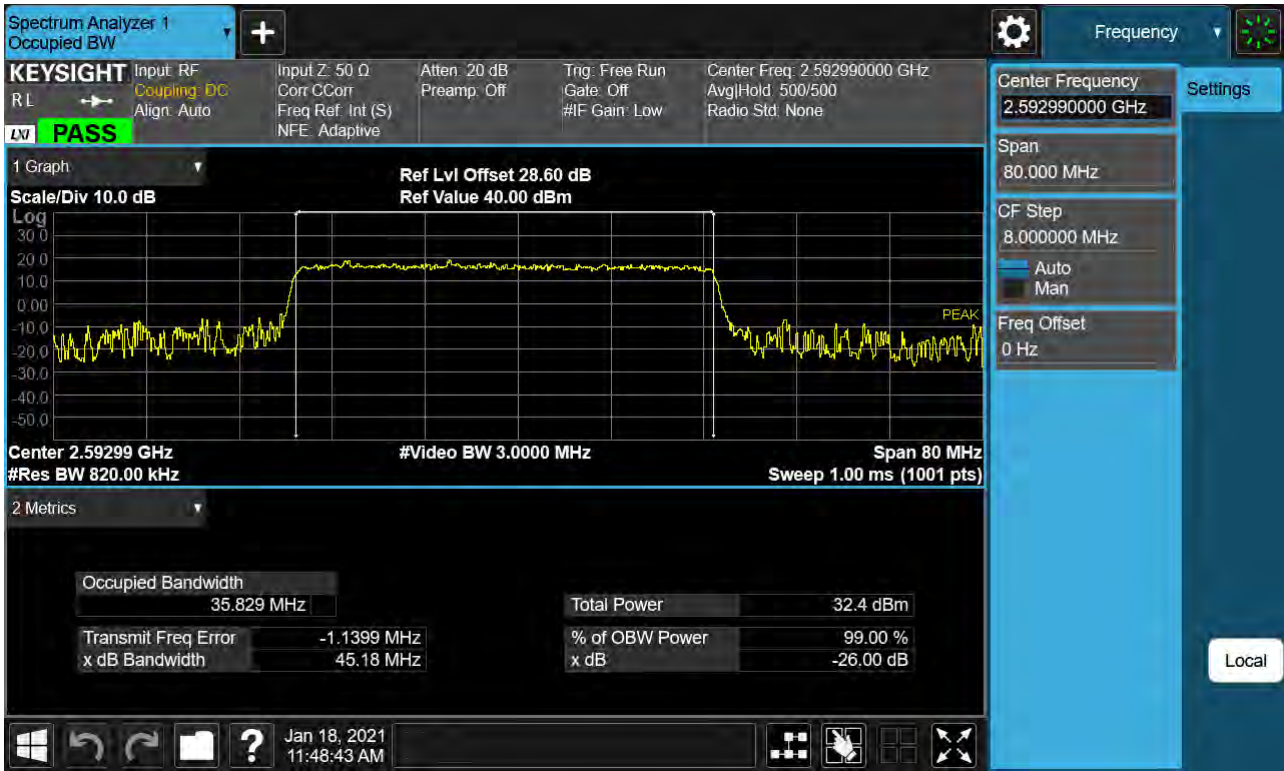 Spectrum Analyzer 1
Occupied BW
Frequency
KEYSIGHT
RL
LXI
PASS
Input: RF
Coupling: DC
Align: Auto
Input Z: 50 Ω
Corr CCorr
Freq Ref: Int (S)
NFE: Adaptive
Atten: 20 dB
Preamp: Off
Trig: Free Run
Gate: Off
#IF Gain: Low
Center Freq: 2.592990000 GHz
Avg|Hold: 500/500
Radio Std: None
1 Graph
Scale/Div 10.0 dB
Ref Lvl Offset 28.60 dB
Ref Value 40.00 dBm
Log
30.0
20.0
10.0
0.00
-10.0
-20.0
-30.0
-40.0
-50.0
PEAK
Center 2.59299 GHz
#Video BW 3.0000 MHz
Span 80 MHz
#Res BW 820.00 kHz
Sweep 1.00 ms (1001 pts)
2 Metrics
Occupied Bandwidth
35.829 MHz
Total Power 32.4 dBm
Transmit Freq Error -1.1399 MHz
% of OBW Power 99.00 %
x dB Bandwidth 45.18 MHz
x dB -26.00 dB
Center Frequency
2.592990000 GHz
Settings
Span
80.000 MHz
CF Step
8.000000 MHz
Auto
Man
Freq Offset
0 Hz
Local
Jan 18, 2021
11:48:43 AM